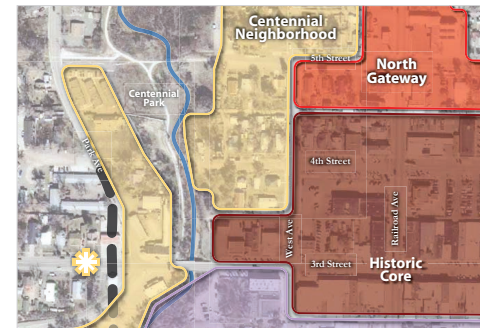 Centennial
Neighborhood
5th Street
North
Gateway
Centennial
Park
Park Ave
4th Street
Railroad Ave
West Ave
3rd Street
Historic
Core